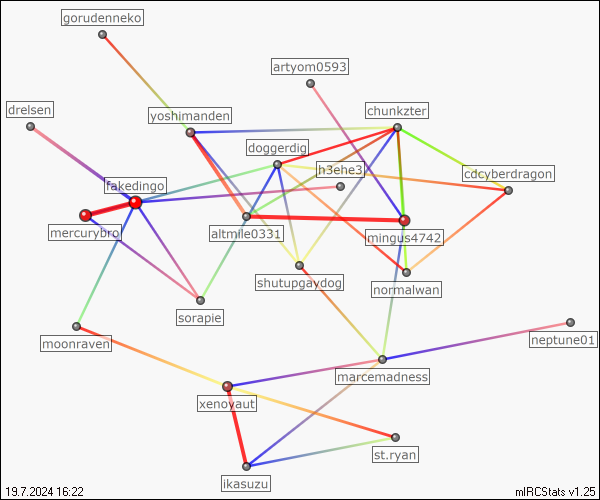 gorudenneko
artyom0593
drelsen
yoshimanden
chunkzter
doggerdig
h3ehe3
cdcyberdragon
fakedingo
mercurybro
altmile0331
mingus4742
shutupgaydog
normalwan
sorapie
moonraven
neptune01
marcemadness
xenoyaut
st.ryan
ikasuzu
19.7.2024 16:22
mIRCStats v1.25